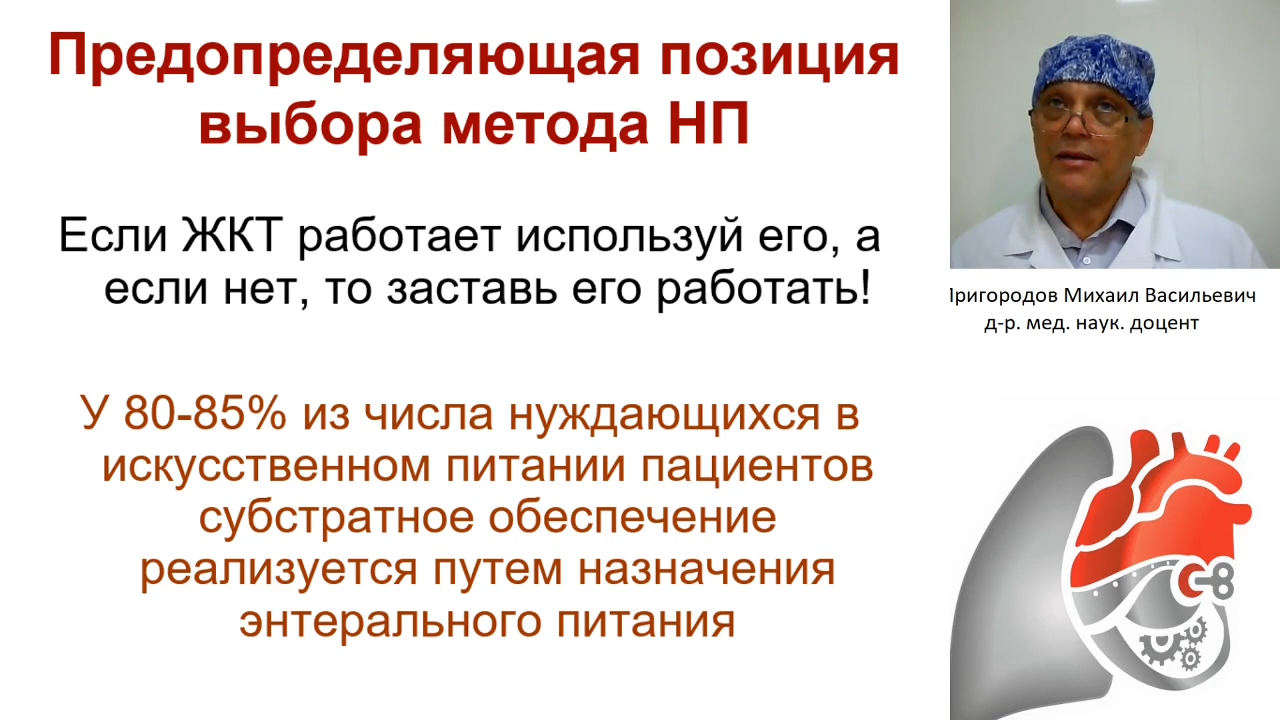 Предопределяющая позиция
выбора метода НП
Если ЖКТ работает используй его, а
если нет, то заставь его работать!
У 80-85% из числа нуждающихся в
искусственном питании пациентов
субстратное обеспечение
реализуется путем назначения
энтерального питания
Пригородов Михаил Васильевич
д-р. мед. наук. доцент